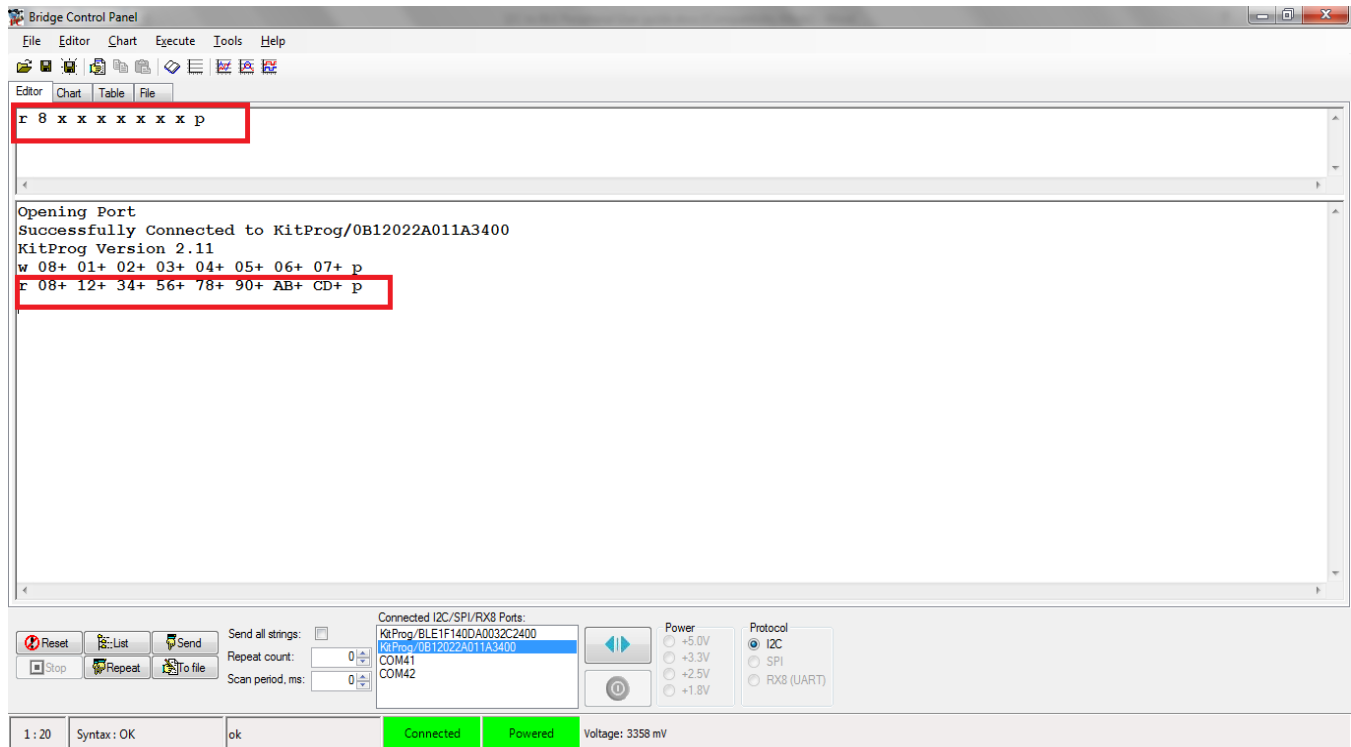 Bridge Control Panel
File Editor Chart Execute Tools Help
Editor Chart Table File
r 8 x x x x x x x p
Opening Port
Successfully Connected to KitProg/0B12022A011A3400
KitProg Version 2.11
w 08+ 01+ 02+ 03+ 04+ 05+ 06+ 07+ p
r 08+ 12+ 34+ 56+ 78+ 90+ AB+ CD+ p
Connected I2C/SPI/RX8 Ports:
Reset List Send
Stop Repeat To file
Send all strings:
Repeat count: 0
Scan period, ms: 0
KitProg/BLE1F140DA0032C2400
KitProg/0B12022A011A3400
COM41
COM42
Power
+5.0V
+3.3V
+2.5V
+1.8V
Protocol
I2C
SPI
RX8 (UART)
1 : 20 Syntax : OK ok Connected Powered Voltage: 3358 mV